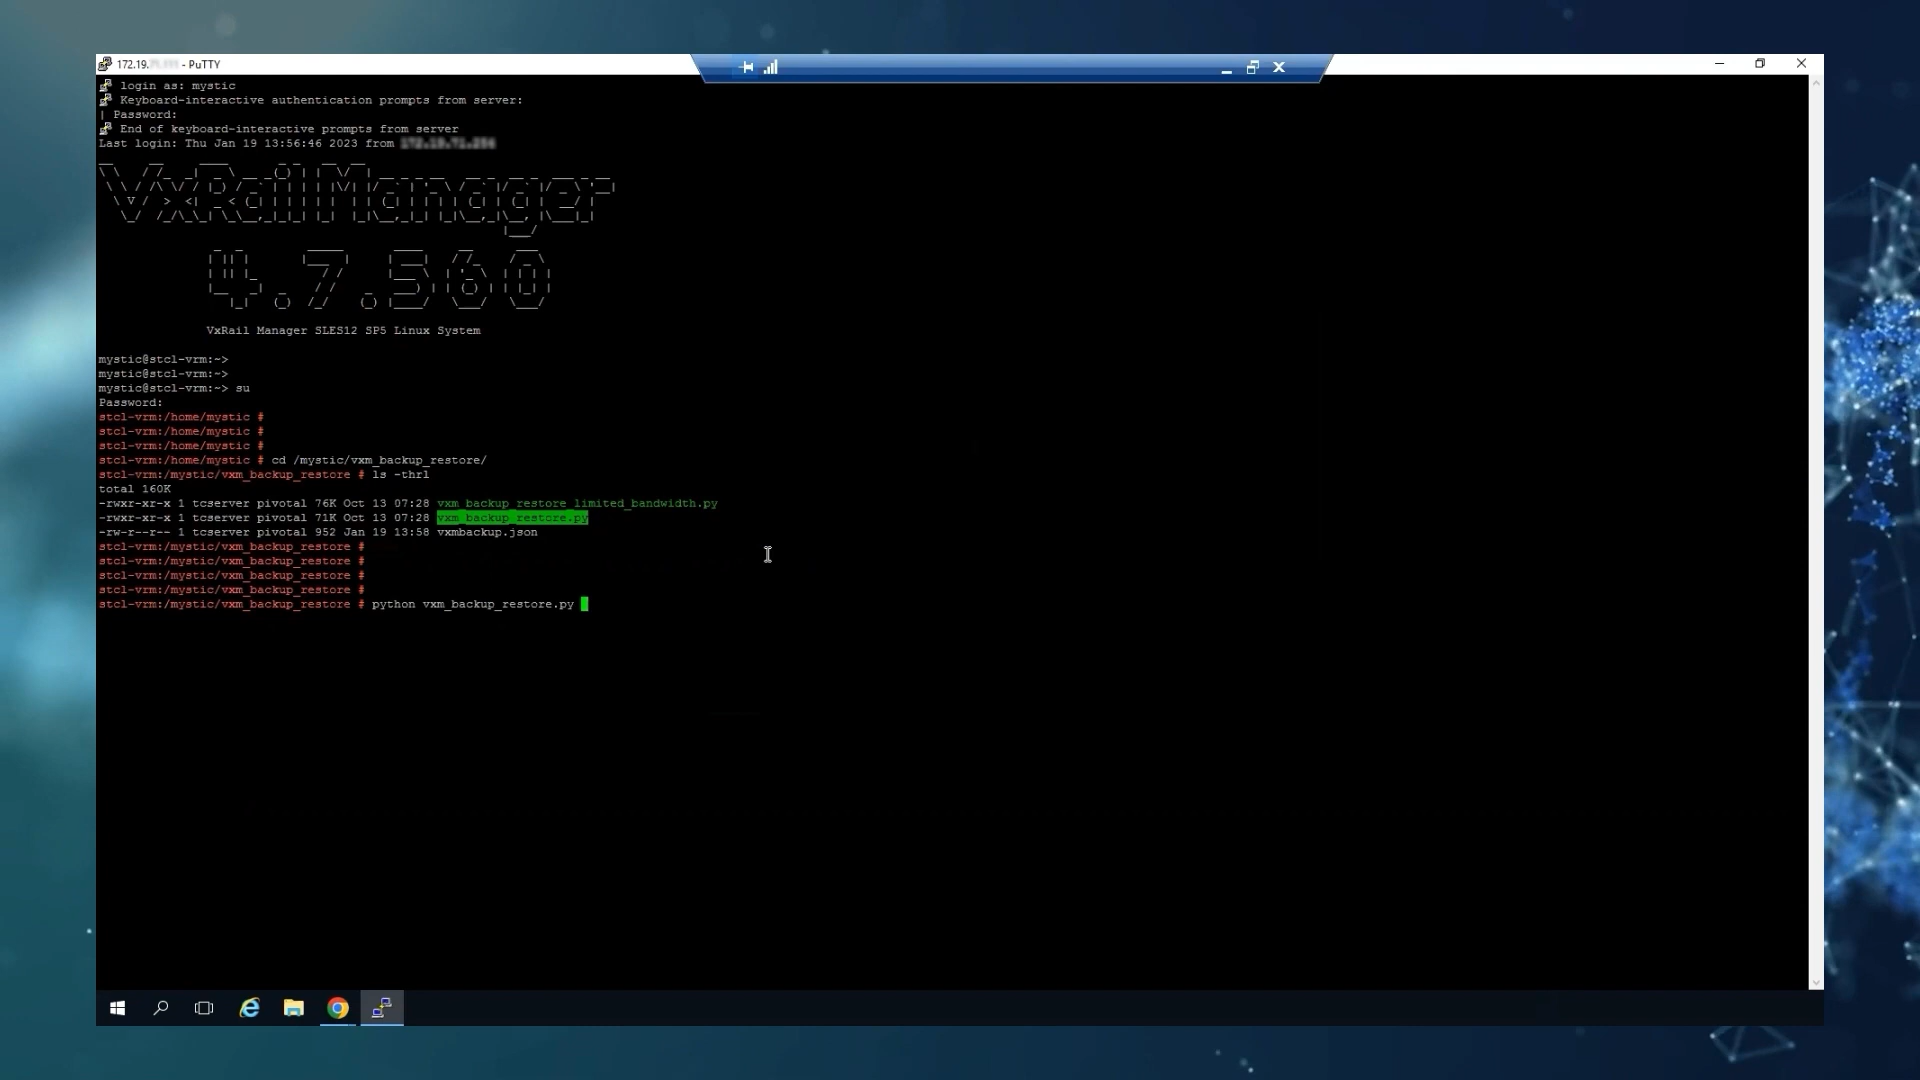 172.19. - PuTTY
login as: mystic
Keyboard-interactive authentication prompts from server:
| Password:
End of keyboard-interactive prompts from server
Last login: Thu Jan 19 13:56:46 2023 from
VxRail Manager
4.7.560
VxRail Manager SLES12 SP5 Linux System
mystic@stcl-vrm:~>
mystic@stcl-vrm:~>
mystic@stcl-vrm:~> su
Password:
stcl-vrm:/home/mystic #
stcl-vrm:/home/mystic #
stcl-vrm:/home/mystic #
stcl-vrm:/home/mystic # cd /mystic/vxm_backup_restore/
stcl-vrm:/mystic/vxm_backup_restore # ls -thrl
total 160K
-rwxr-xr-x 1 tcserver pivotal 76K Oct 13 07:28 vxm_backup_restore_limited_bandwidth.py
-rwxr-xr-x 1 tcserver pivotal 71K Oct 13 07:28 vxm_backup_restore.py
-rw-r--r-- 1 tcserver pivotal 952 Jan 19 13:58 vxmbackup.json
stcl-vrm:/mystic/vxm_backup_restore #
stcl-vrm:/mystic/vxm_backup_restore #
stcl-vrm:/mystic/vxm_backup_restore #
stcl-vrm:/mystic/vxm_backup_restore #
stcl-vrm:/mystic/vxm_backup_restore # python vxm_backup_restore.py